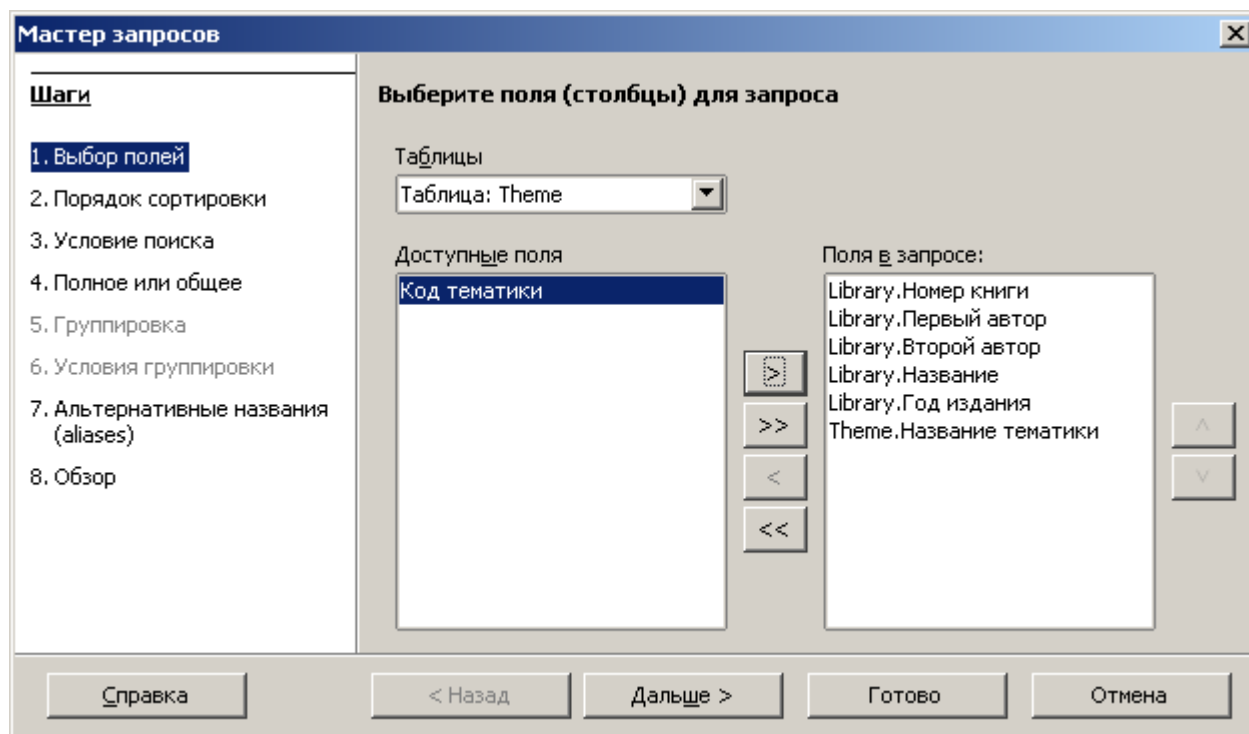 Мастер запросов
Шаги
1. Выбор полей
2. Порядок сортировки
3. Условие поиска
4. Полное или общее
5. Группировка
6. Условия группировки
7. Альтернативные названия
(aliases)
8. Обзор
Выберите поля (столбцы) для запроса
Таблицы
Таблица: Theme
Доступные поля
Код тематики
>
>>
<
<<
Поля в запросе:
Library.Номер книги
Library.Первый автор
Library.Второй автор
Library.Название
Library.Год издания
Theme.Название тематики
Справка
< Назад
Дальше >
Готово
Отмена